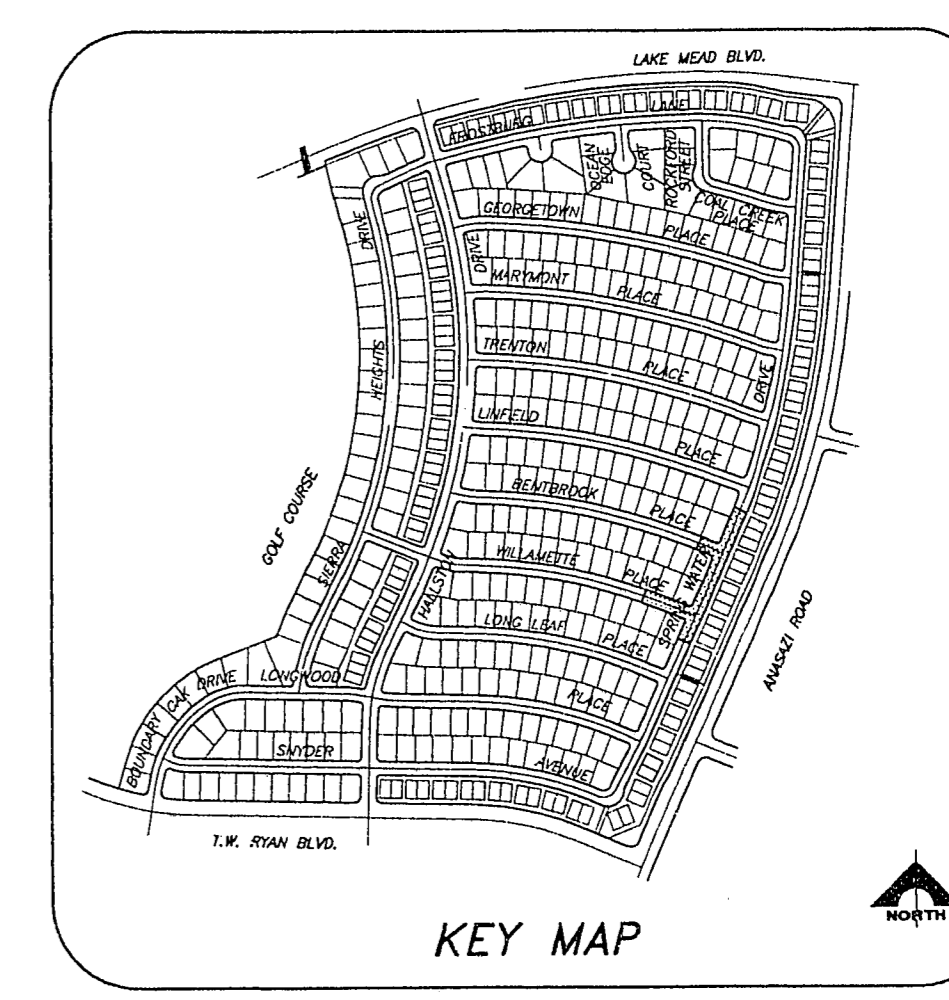 LAKE MEAD BLVD.
FROSTBURG LANE
OCEAN EDGE COURT
ROCKFORD STREET
COAL CREEK PLACE
GEORGETOWN PLACE
DRIVE
DRIVE
MARYMONT PLACE
TRENTON PLACE
HEIGHTS
DRIVE
LINFIELD PLACE
GOLF COURSE
BENTBROOK PLACE
SIERRA
WILLAMETTE PLACE
WATER
HALLSTON
SPRING
LONG LEAF PLACE
ANASAZI ROAD
LONGWOOD PLACE
BOUNDARY OAK DRIVE
SNYDER AVENUE
T.W. RYAN BLVD.
NORTH
KEY MAP